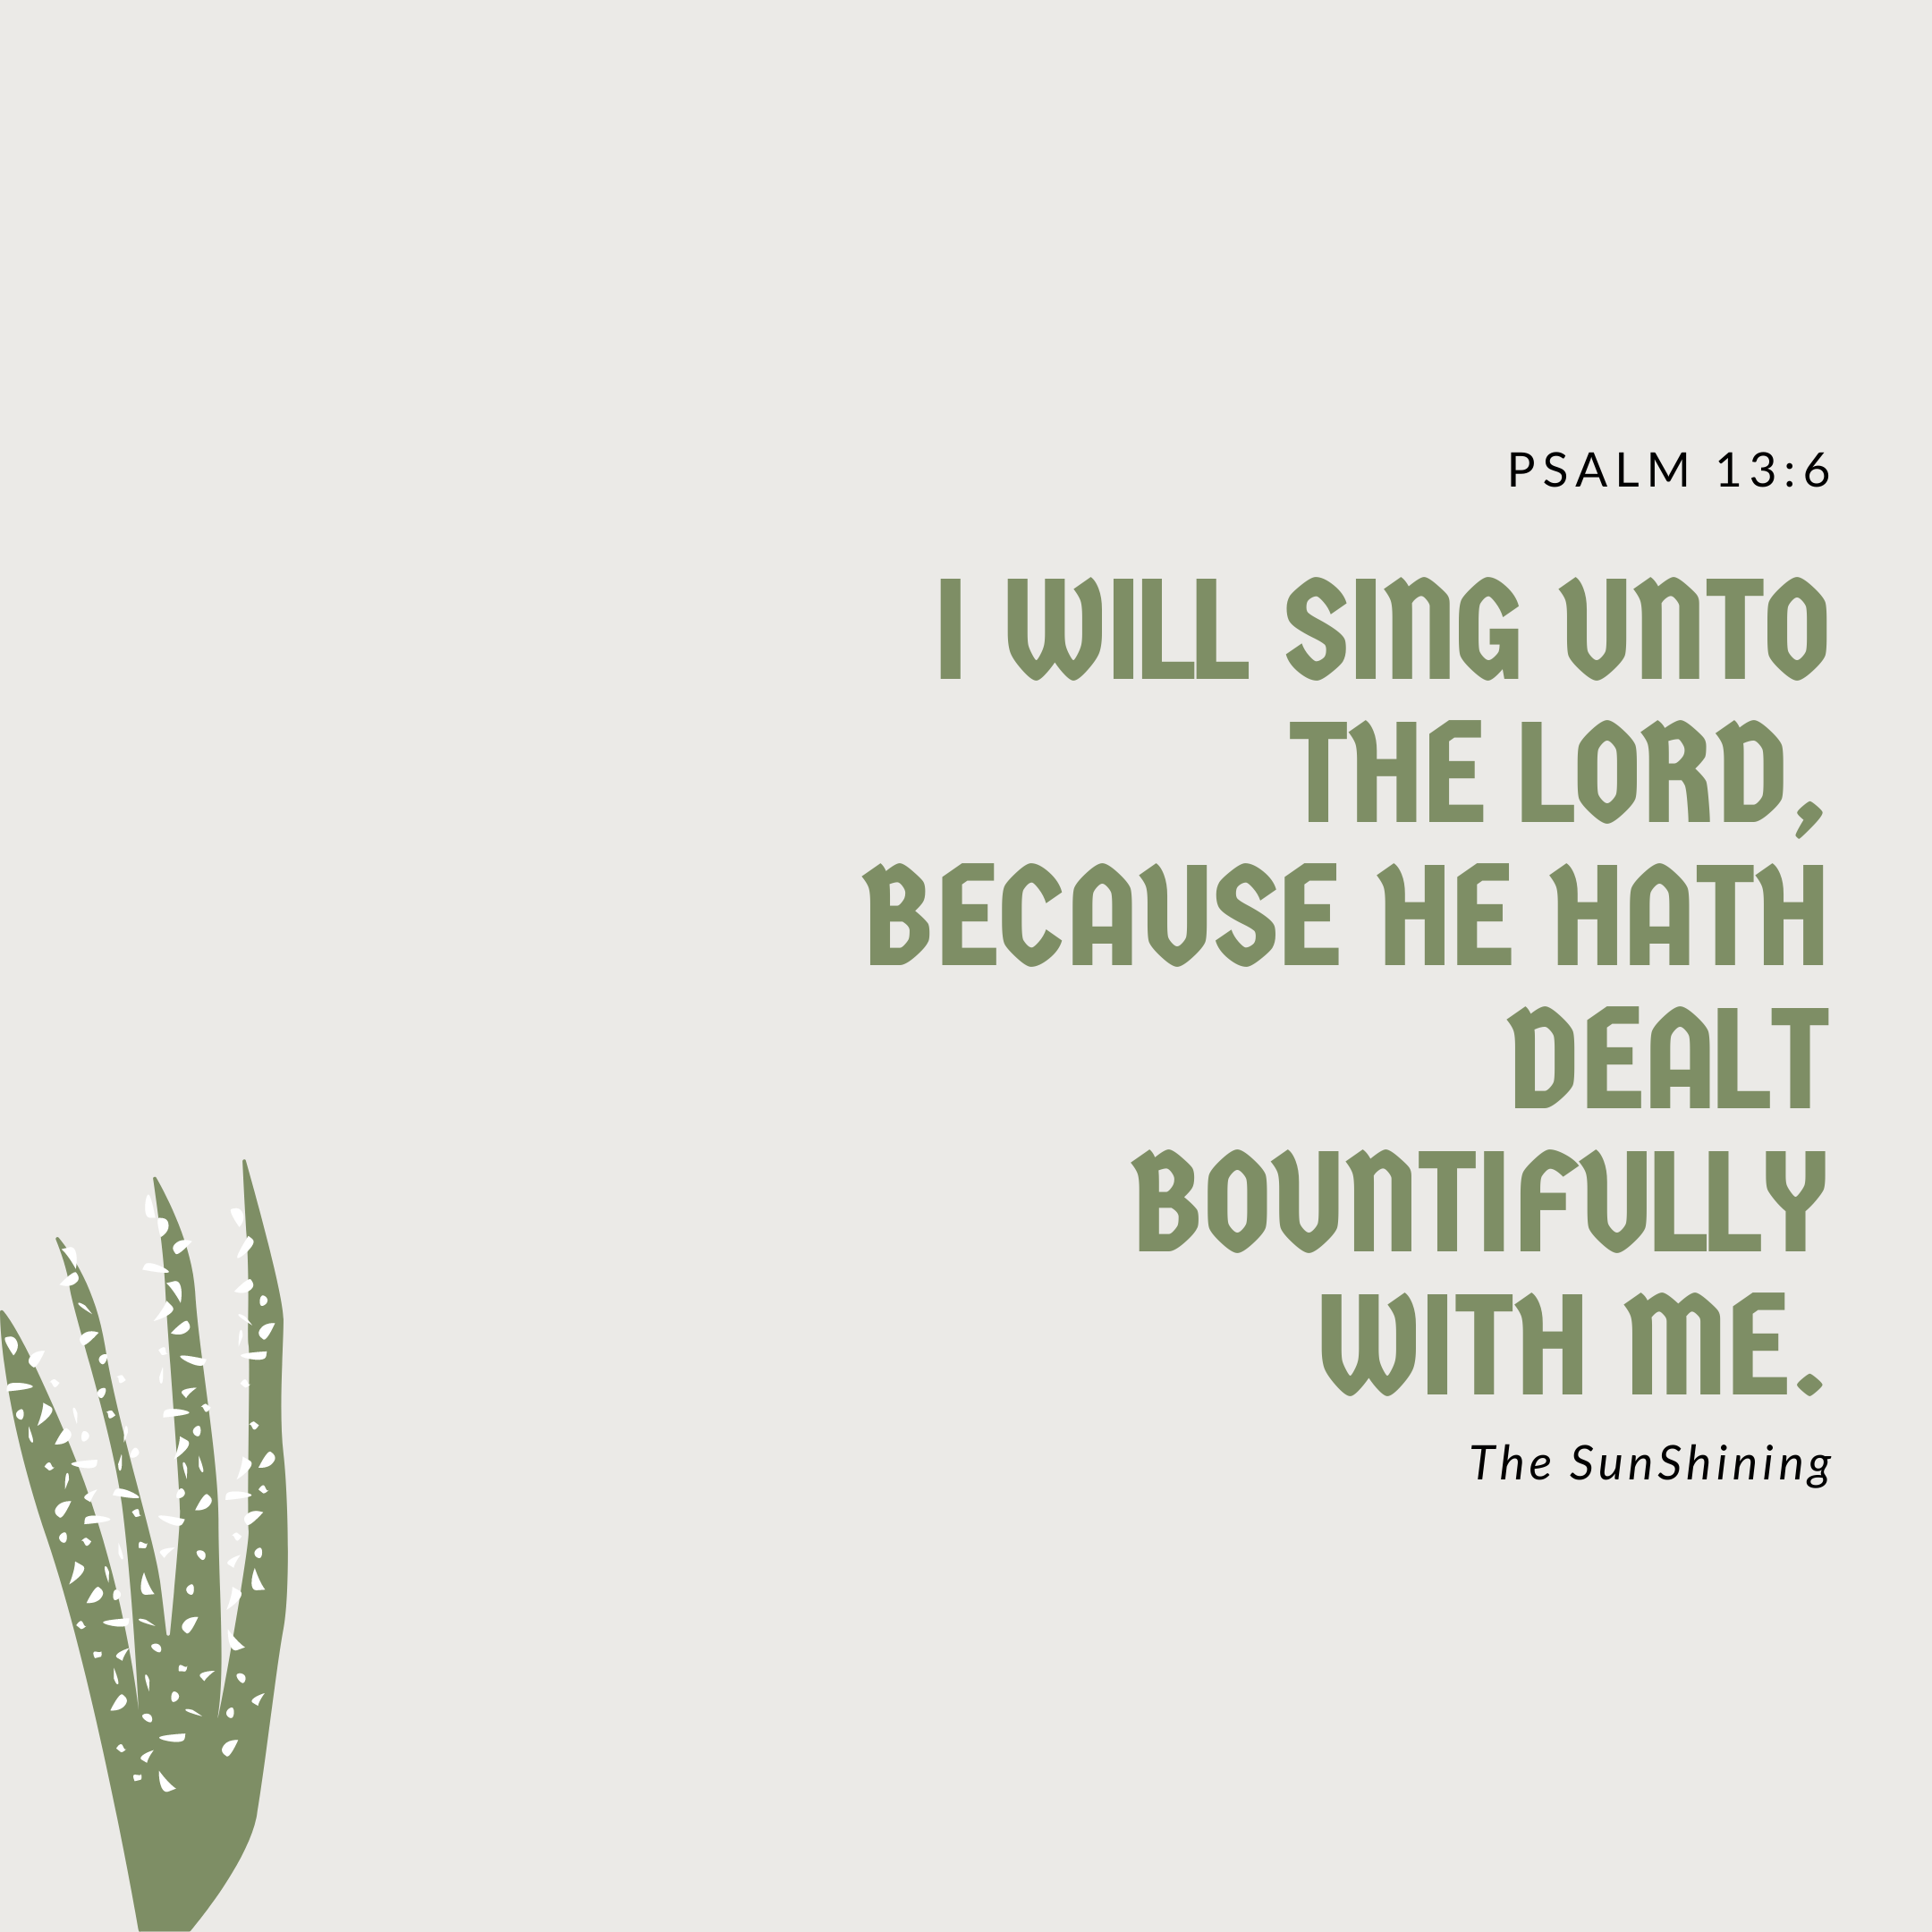 PSALM 13:6
I WILL SING UNTO
THE LORD,
BECAUSE HE HATH
DEALT
BOUNTIFULLY
WITH ME.
The SunShining